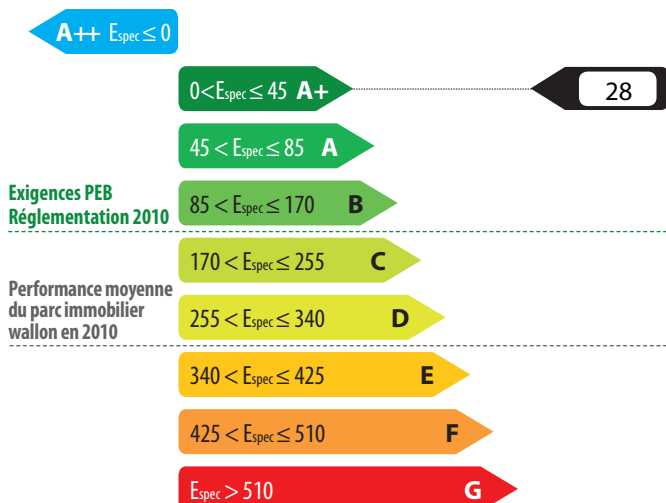 A++ Espec ≤ 0
0<Espec ≤ 45 A+
28
45 < Espec ≤ 85 A
Exigences PEB
Réglementation 2010
85 < Espec ≤ 170 B
170 < Espec ≤ 255 C
Performance moyenne
du parc immobilier
wallon en 2010
255 < Espec ≤ 340 D
340 < Espec ≤ 425 E
425 < Espec ≤ 510 F
Espec > 510 G